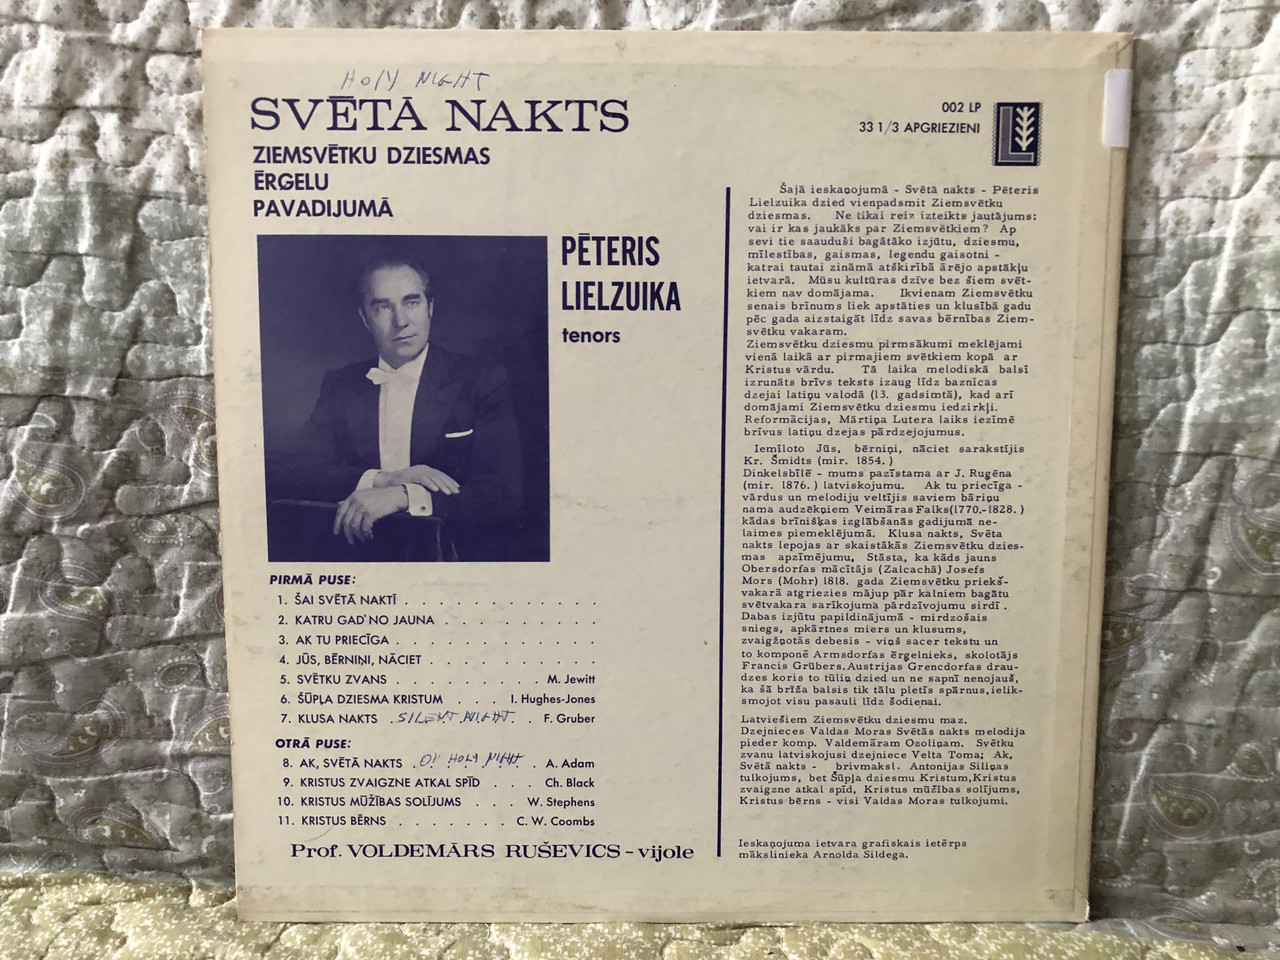 HOLY NIGHT
SVĒTĀ NAKTS
ZIEMSVĒTKU DZIESMAS
ĒRĢELU
PAVADIJUMĀ
002 LP
33 1/3 APGRIEZIENI
L
PĒTERIS
LIELZUIKA
tenors
PIRMĀ PUSE:
1. ŠAI SVĒTĀ NAKTĪ . . . . . . . . . . . .
2. KATRU GAD' NO JAUNA . . . . . . . . . .
3. AK TU PRIECĪGA . . . . . . . . . . . .
4. JŪS, BĒRNIŅI, NĀCIET . . . . . . . . . .
5. SVĒTKU ZVANS . . . . . . . . . M. Jewitt
6. ŠŪPĻA DZIESMA KRISTUM . . . I. Hughes-Jones
7. KLUSA NAKTS . SILENT NIGHT . F. Gruber
OTRĀ PUSE:
8. AK, SVĒTĀ NAKTS . O' HOLY NIGHT . A. Adam
9. KRISTUS ZVAIGZNE ATKAL SPĪD . . . Ch. Black
10. KRISTUS MŪŽĪBAS SOLĪJUMS . . . W. Stephens
11. KRISTUS BĒRNS . . . . . . . C. W. Coombs
Prof. VOLDEMĀRS RUŠEVICS - vijole
Šajā ieskaņojumā - Svētā nakts - Pēteris
Lielzuika dzied vienpadsmit Ziemsvētku
dziesmas. Ne tikai reiz izteikts jautājums:
vai ir kas jaukāks par Ziemsvētkiem? Ap
sevi tie saauduši bagātāko izjūtu, dziesmu,
mīlestības, gaismas, legendu gaisotni -
katrai tautai zināmā atšķirībā ārējo apstākļu
ietvarā. Mūsu kultūras dzīve bez šiem svēt-
kiem nav domājama. Ikvienam Ziemsvētku
senais brīnums liek apstāties un klusībā gadu
pēc gada aizstaigāt līdz savas bērnības Ziem-
svētku vakaram.
Ziemsvētku dziesmu pirmsākumi meklējami
vienā laikā ar pirmajiem svētkiem kopā ar
Kristus vārdu. Tā laika melodiskā balsī
izrunāts brīvs teksts izaug līdz baznīcas
dzejai latiņu valodā (13. gadsimtā), kad arī
domājami Ziemsvētku dziesmu iedzirkļi.
Reformācijas, Mārtiņa Lutera laiks iezīmē
brīvus latiņu dzejas pārdzejojumus.
Iemīļoto Jūs, bērniņi, nāciet sarakstījis
Kr. Šmidts (mir. 1854.)
Dinkelsbīlē - mums pazīstama ar J. Rugēna
(mir. 1876.) latviskojumu. Ak tu priecīga -
vārdus un melodiju veltījis saviem bāriņu
nama audzēkņiem Veimāras Falks(1770.-1828.)
kādas brīnišķas izglābšanās gadijumā ne-
laimes piemeklējumā. Klusa nakts, Svēta
nakts lepojas ar skaistākās Ziemsvētku dzies-
mas apzīmējumu. Stāsta, ka kāds jauns
Obersdorfas mācītājs (Zalcachā) Josefs
Mors (Mohr) 1818. gada Ziemsvētku priekš-
vakarā atgriezies mājup pār kalniem bagātu
svētvakara sarīkojuma pārdzīvojumu sirdī.
Dabas izjūtu papildinājumā - mirdzošais
sniegs, apkārtnes miers un klusums,
zvaigžņotās debesis - viņš sacer tekstu un
to komponē Armsdorfas ērgelnieks, skolotājs
Francis Grūbers. Austrijas Grencdorfas drau-
dzes koris to tūliņ dzied un ne sapnī nenojauš,
ka šā brīža balsis tik tālu pletīs spārnus,ielik-
smojot visu pasauli līdz šodienai.
Latviešiem Ziemsvētku dziesmu maz.
Dzejnieces Valdas Moras Svētās nakts melodija
pieder komp. Valdemāram Ozoliņam. Svētku
zvanu latviskojusi dzejniece Velta Toma; Ak,
Svētā nakts - brivmaksl. Antonijas Siliņas
tulkojums, bet Šūpļa dziesmu Kristum,Kristus
zvaigzne atkal spīd, Kristus mūžības solījums,
Kristus bērns - visi Valdas Moras tulkojumi.
Ieskaņojuma ietvara grafiskais ietērps
mākslinieka Arnolda Sildega.